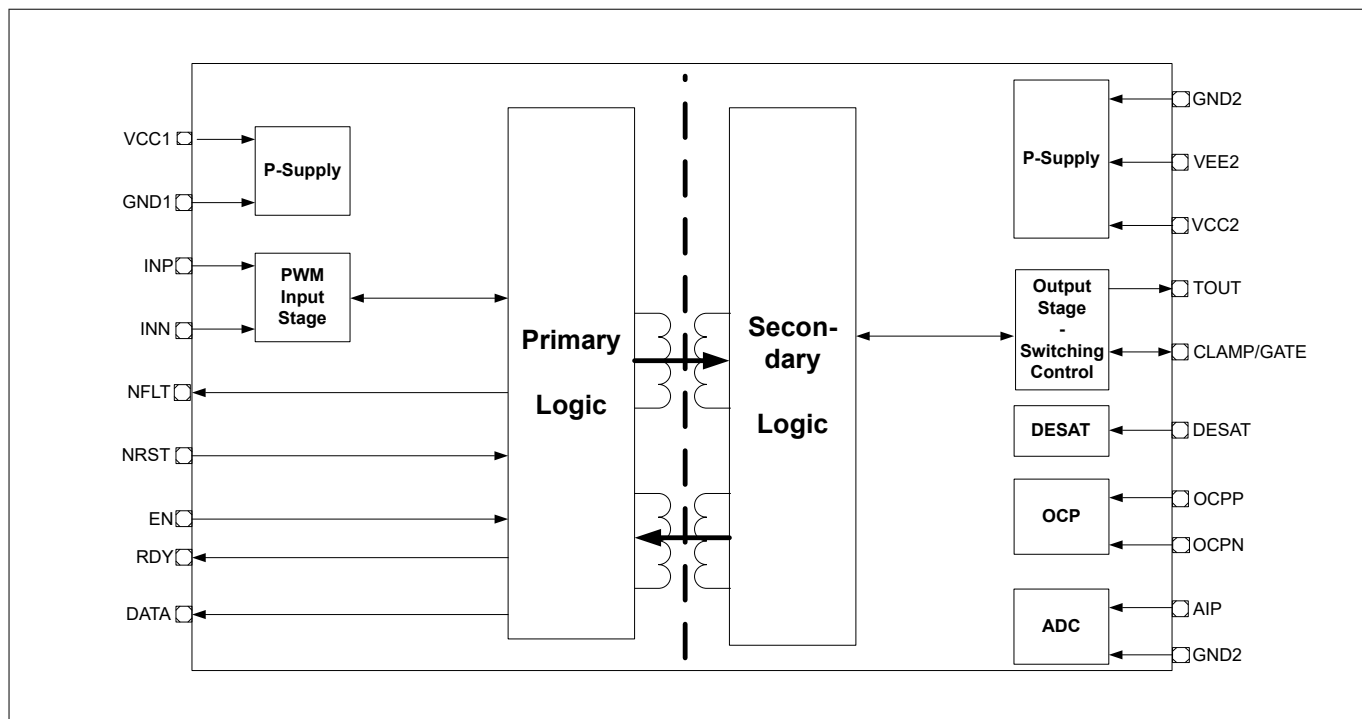 VCC1
GND1
INP
INN
NFLT
NRST
EN
RDY
DATA
P-Supply
PWM
Input
Stage
Primary
Logic
Secon-
dary
Logic
P-Supply
Output
Stage
-
Switching
Control
DESAT
OCP
ADC
GND2
VEE2
VCC2
TOUT
CLAMP/GATE
DESAT
OCPP
OCPN
AIP
GND2